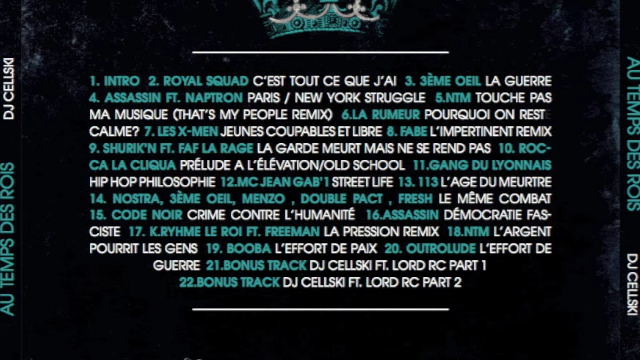 DJ CELLSKI
AU TEMPS DES ROIS
1. INTRO 2. ROYAL SQUAD C'EST TOUT CE QUE J'AI 3. 3ÈME OEIL LA GUERRE
4. ASSASSIN FT. NAPTRON PARIS / NEW YORK STRUGGLE 5.NTM TOUCHE PAS
MA MUSIQUE (THAT'S MY PEOPLE REMIX) 6.LA RUMEUR POURQUOI ON REST
CALME? 7. LES X-MEN JEUNES COUPABLES ET LIBRE 8. FABE L'IMPERTINENT REMIX
9. SHURIK'N FT. FAF LA RAGE LA GARDE MEURT MAIS NE SE REND PAS 10. ROC-
CA LA CLIQUA PRÉLUDE A L'ÉLÉVATION/OLD SCHOOL 11.GANG DU LYONNAIS
HIP HOP PHILOSOPHIE 12.MC JEAN GAB'1 STREET LIFE 13. 113 L'AGE DU MEURTRE
14. NOSTRA, 3ÈME OEIL, MENZO , DOUBLE PACT , FRESH LE MÊME COMBAT
15. CODE NOIR CRIME CONTRE L'HUMANITÉ 16.ASSASSIN DÉMOCRATIE FAS-
CISTE 17. K.RYHME LE ROI FT. FREEMAN LA PRESSION REMIX 18.NTM L'ARGENT
POURRIT LES GENS 19. BOOBA L'EFFORT DE PAIX 20. OUTROLUDE L'EFFORT DE
GUERRE 21.BONUS TRACK DJ CELLSKI FT. LORD RC PART 1
22.BONUS TRACK DJ CELLSKI FT. LORD RC PART 2
AU TEMPS DES ROIS
DJ CELLSKI